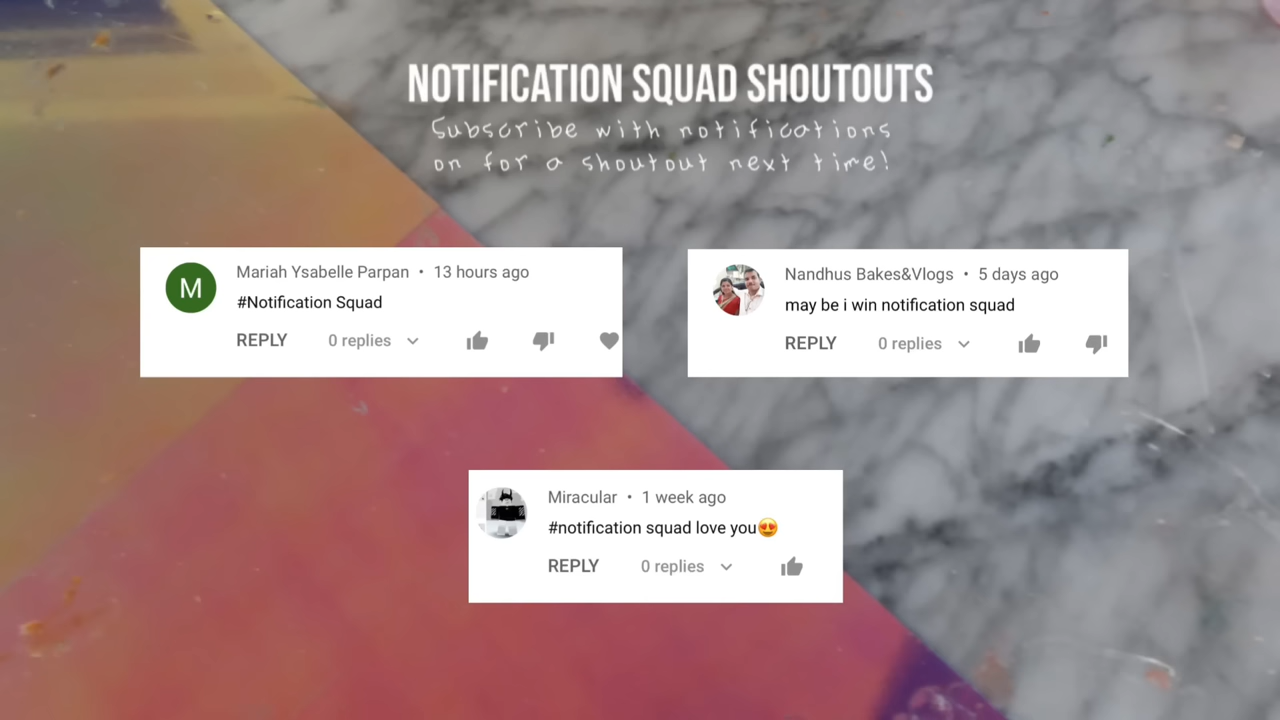 NOTIFICATION SQUAD SHOUTOUTS
Subscribe with notifications
on for a shoutout next time!
M
Mariah Ysabelle Parpan • 13 hours ago
#Notification Squad
REPLY 0 replies
Nandhus Bakes&Vlogs • 5 days ago
may be i win notification squad
REPLY 0 replies
Miracular • 1 week ago
#notification squad love you😍
REPLY 0 replies